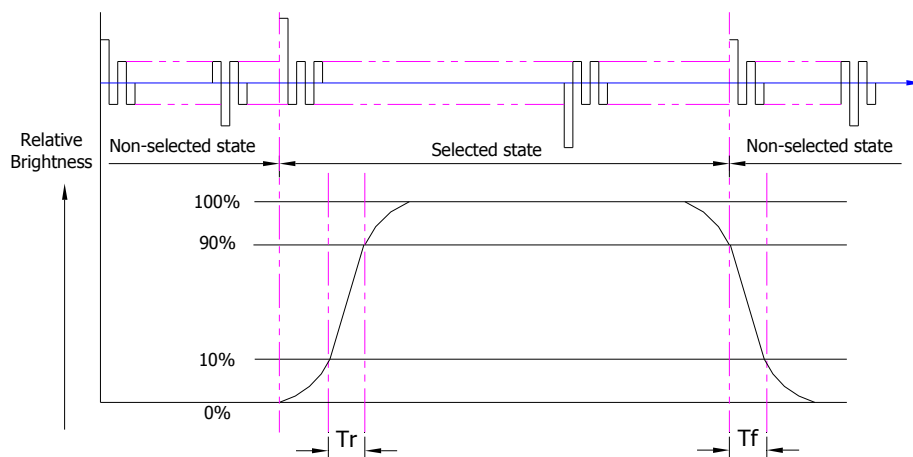 Relative
Brightness
Non-selected state
Selected state
Non-selected state
100%
90%
10%
0%
Tr
Tf